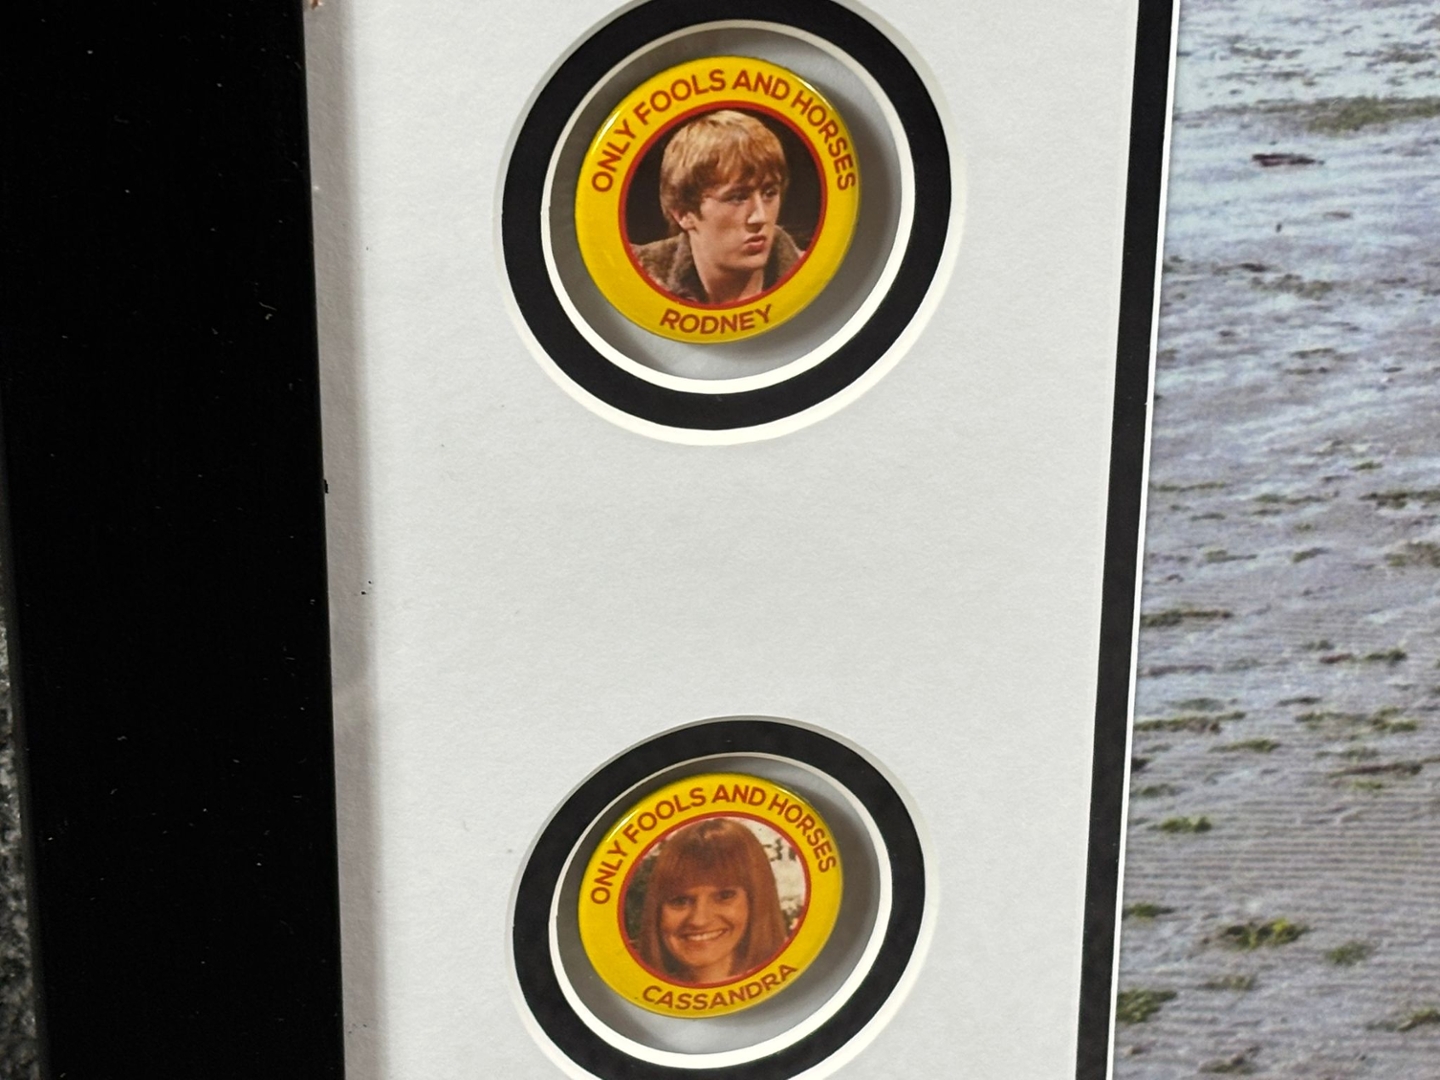 ONLY FOOLS AND HORSES
RODNEY
ONLY FOOLS AND HORSES
CASSANDRA